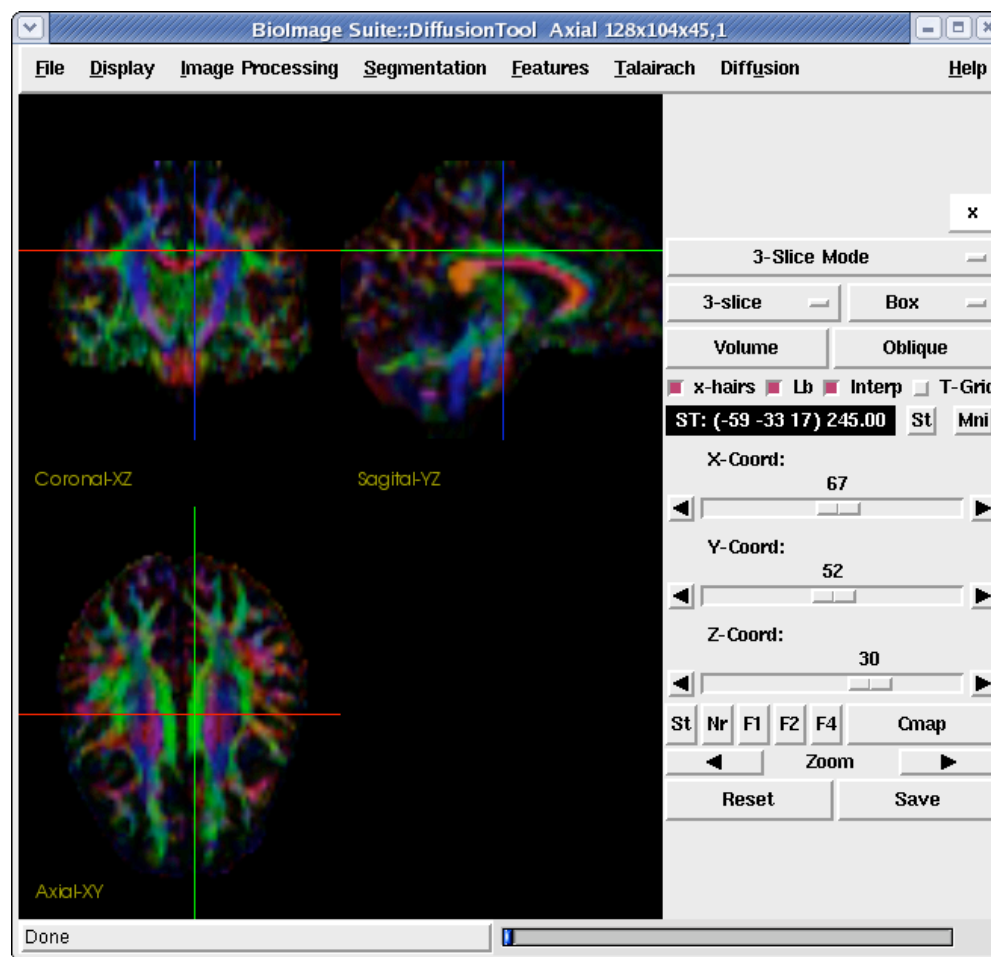 BioImage Suite::DiffusionTool Axial 128x104x45,1
File Display Image Processing Segmentation Features Talairach Diffusion Help
x
3-Slice Mode
3-slice Box
Volume Oblique
x-hairs Lb Interp T-Grid
ST: (-59 -33 17) 245.00 St Mni
X-Coord:
67
Coronal-XZ Sagital-YZ
Y-Coord:
52
Z-Coord:
30
St Nr F1 F2 F4 Cmap
Zoom
Reset Save
Axial-XY
Done